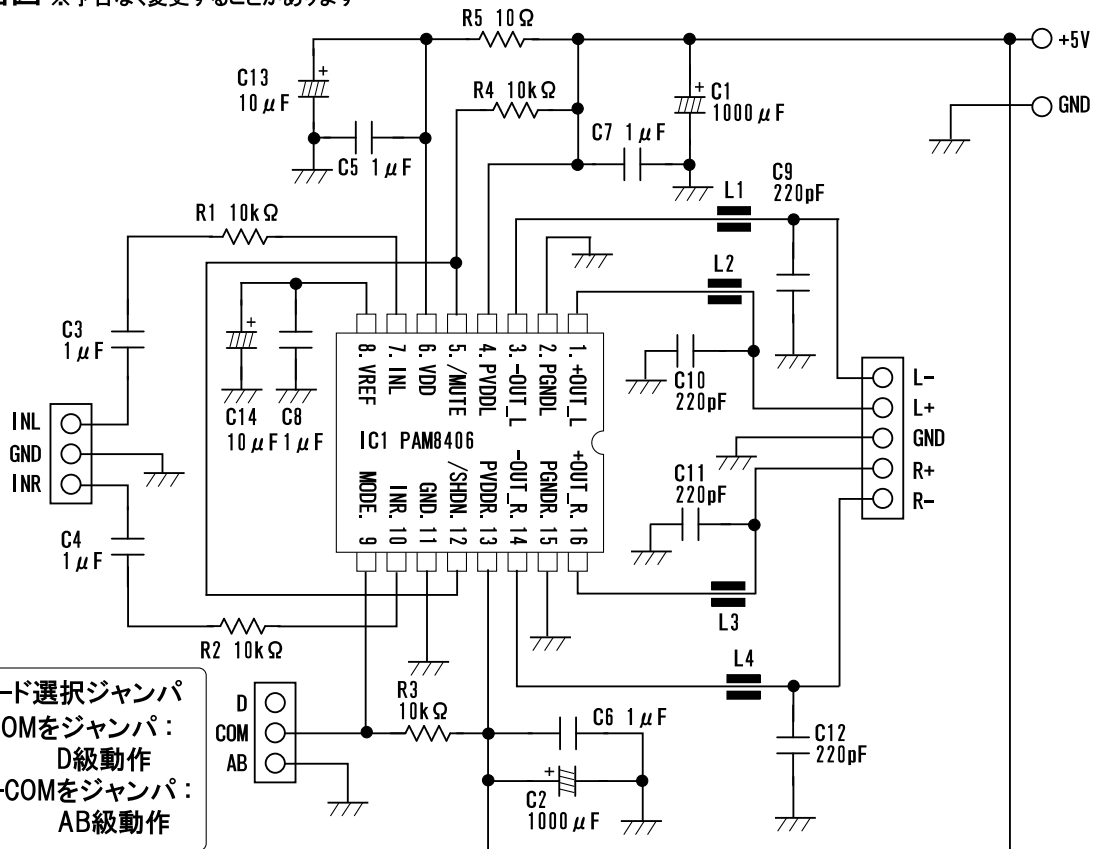 ※予告なく変更することがあります
R5 10Ω
+5V
C13
10μF
R4 10kΩ
C1
1000μF
GND
C7 1μF
C5 1μF
C9
220pF
L1
R1 10kΩ
L2
C3
1μF
C10
220pF
C14
10μF
C8
1μF
8. VREF
7. INL
6. VDD
5. /MUTE
4. PVDDL
3. -OUT_L
2. PGNDL
1. +OUT_L
IC1 PAM8406
MODE. 9
INR. 10
GND. 11
/SHDN. 12
PVDDR. 13
-OUT_R. 14
PGNDR. 15
+OUT_R. 16
L-
L+
GND
R+
R-
INL
GND
INR
C11
220pF
C4
1μF
L3
R2 10kΩ
L4
ード選択ジャンパ
OMをジャンパ：
D級動作
-COMをジャンパ：
AB級動作
D
COM
AB
R3
10kΩ
C6 1μF
C2
1000μF
C12
220pF